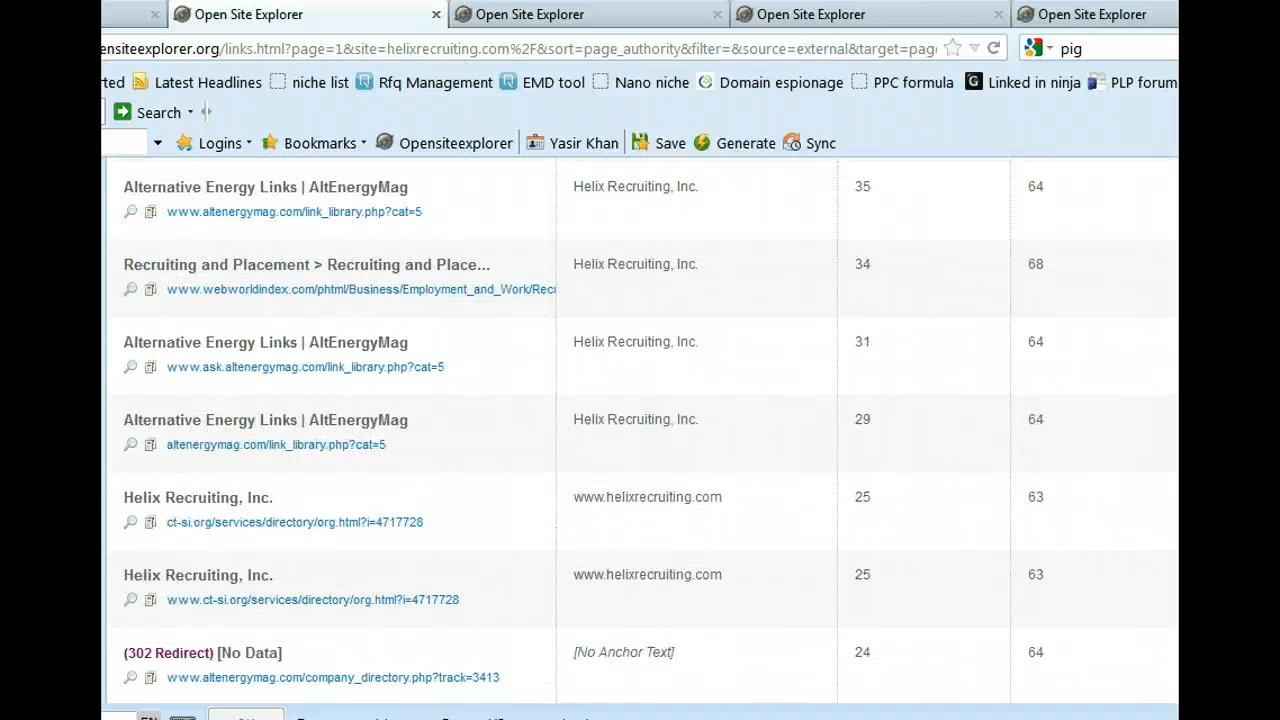 Open Site Explorer Open Site Explorer Open Site Explorer Open Site Explorer
ensiteexplorer.org/links.html?page=1&site=helixrecruiting.com%2F&sort=page_authority&filter=&source=external&target=page pig
rted Latest Headlines niche list Rfq Management EMD tool Nano niche Domain espionage PPC formula Linked in ninja PLP forum
Search
Logins Bookmarks Opensiteexplorer Yasir Khan Save Generate Sync
Alternative Energy Links | AltEnergyMag Helix Recruiting, Inc. 35 64
www.altenergymag.com/link_library.php?cat=5
Recruiting and Placement > Recruiting and Place... Helix Recruiting, Inc. 34 68
www.webworldindex.com/phtml/Business/Employment_and_Work/Recr
Alternative Energy Links | AltEnergyMag Helix Recruiting, Inc. 31 64
www.ask.altenergymag.com/link_library.php?cat=5
Alternative Energy Links | AltEnergyMag Helix Recruiting, Inc. 29 64
altenergymag.com/link_library.php?cat=5
Helix Recruiting, Inc. www.helixrecruiting.com 25 63
ct-si.org/services/directory/org.html?i=4717728
Helix Recruiting, Inc. www.helixrecruiting.com 25 63
www.ct-si.org/services/directory/org.html?i=4717728
(302 Redirect) [No Data] [No Anchor Text] 24 64
www.altenergymag.com/company_directory.php?track=3413
EN